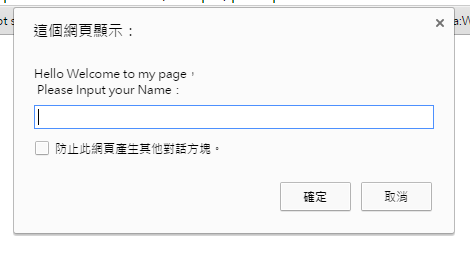 這個網頁顯示：
Hello Welcome to my page，
Please Input your Name：
防止此網頁產生其他對話方塊。
確定
取消